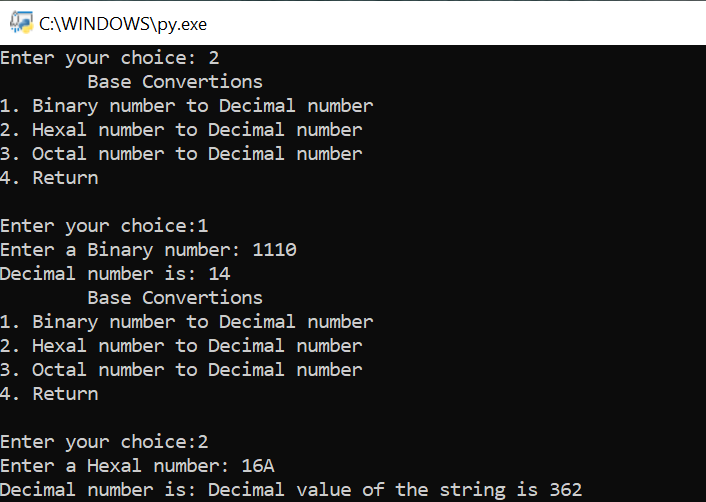 C:\WINDOWS\py.exe
Enter your choice: 2
        Base Convertions
1. Binary number to Decimal number
2. Hexal number to Decimal number
3. Octal number to Decimal number
4. Return

Enter your choice:1
Enter a Binary number: 1110
Decimal number is: 14
        Base Convertions
1. Binary number to Decimal number
2. Hexal number to Decimal number
3. Octal number to Decimal number
4. Return

Enter your choice:2
Enter a Hexal number: 16A
Decimal number is: Decimal value of the string is 362